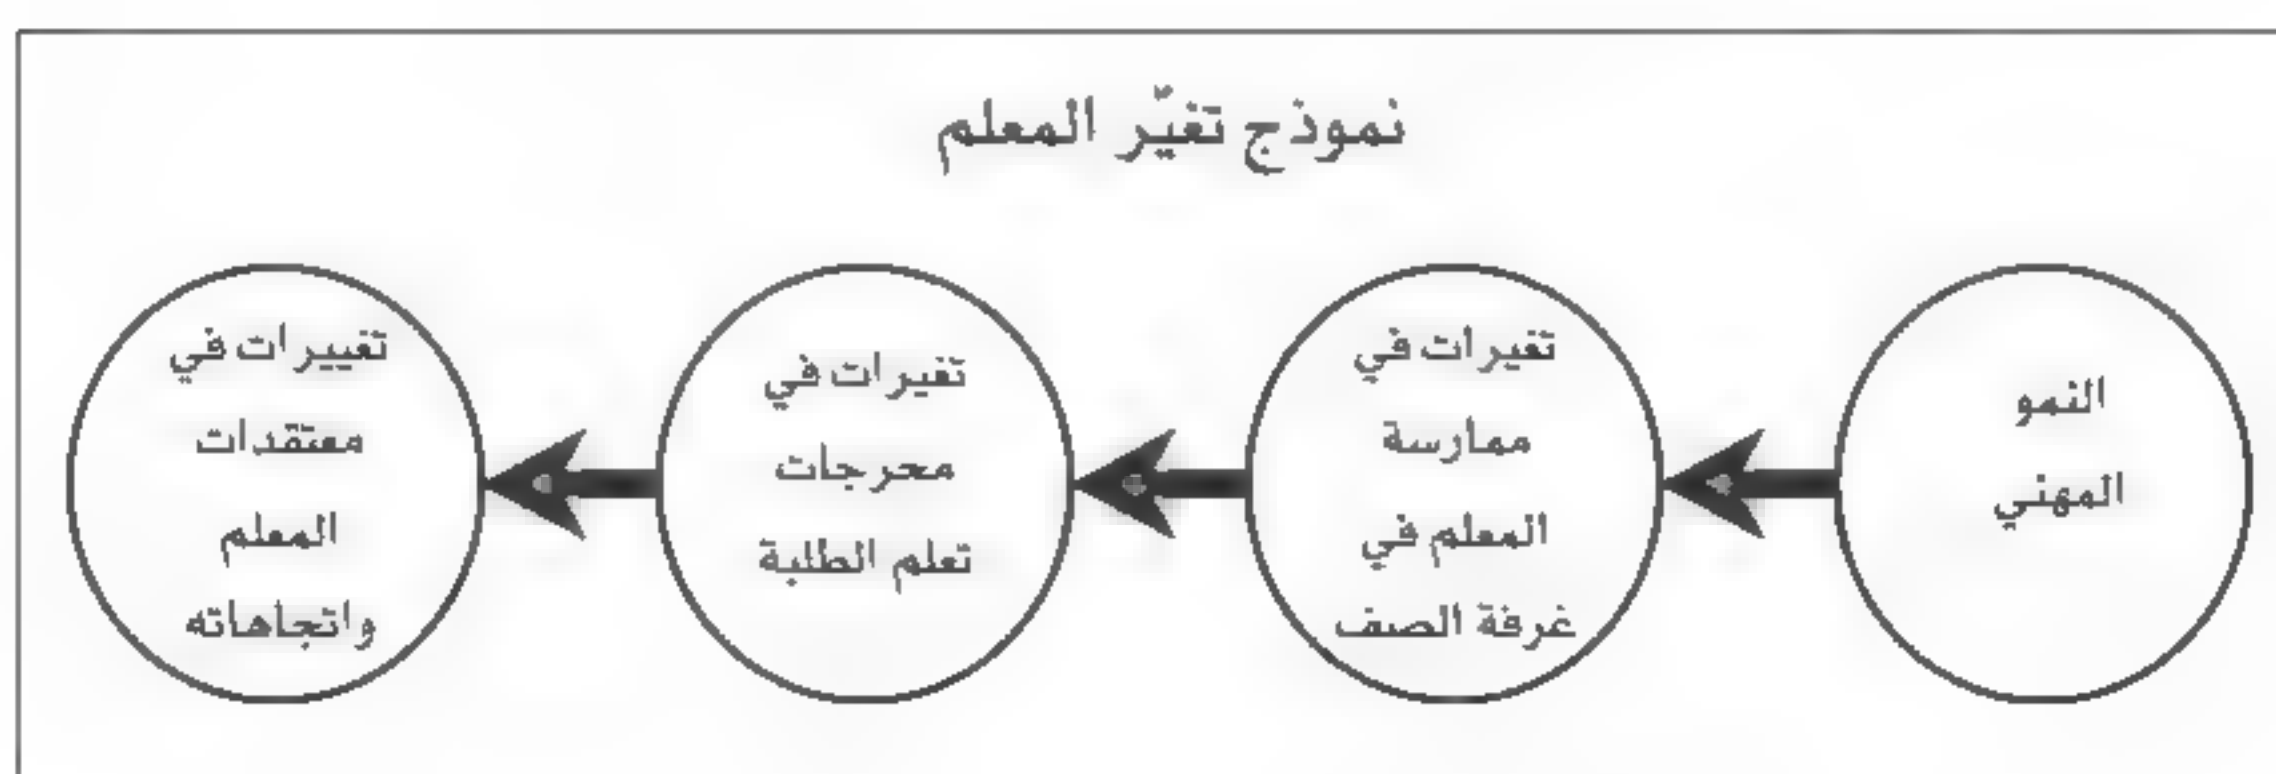 نموذج تغيّر المعلم
النمو
المهني
تغيرات في
ممارسة
المعلم في
غرفة الصف
تغيرات في
محرجات
تعلم الطلبة
تغييرات في
معتقدات
المعلم
واتجاهاته